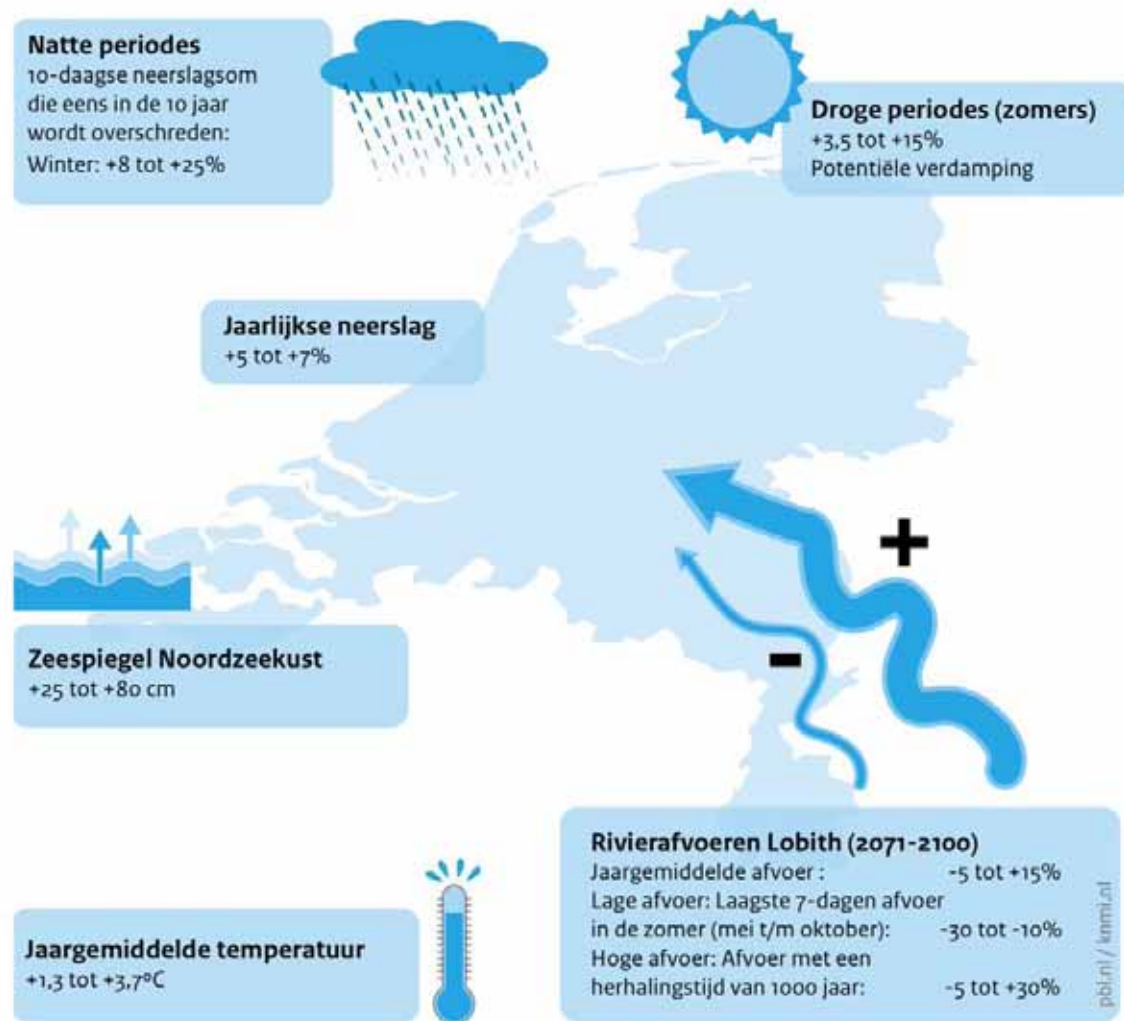 Natte periodes
10-daagse neerslagsom
die eens in de 10 jaar
wordt overschreden:
Winter: +8 tot +25%
Droge periodes (zomers)
+3,5 tot +15%
Potentiële verdamping
Jaarlijkse neerslag
+5 tot +7%
+
-
Zeespiegel Noordzeekust
+25 tot +80 cm
Jaargemiddelde temperatuur
+1,3 tot +3,7ºC
Rivierafvoeren Lobith (2071-2100)
Jaargemiddelde afvoer : -5 tot +15%
Lage afvoer: Laagste 7-dagen afvoer
in de zomer (mei t/m oktober): -30 tot -10%
Hoge afvoer: Afvoer met een
herhalingstijd van 1000 jaar: -5 tot +30%
pbl.nl / knmi.nl